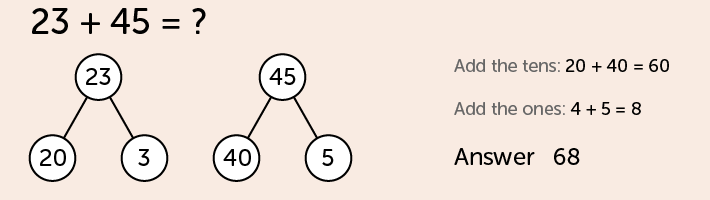 23 + 45 = ?
23
45
20
3
40
5
Add the tens: 20 + 40 = 60
Add the ones: 4 + 5 = 8
Answer 68